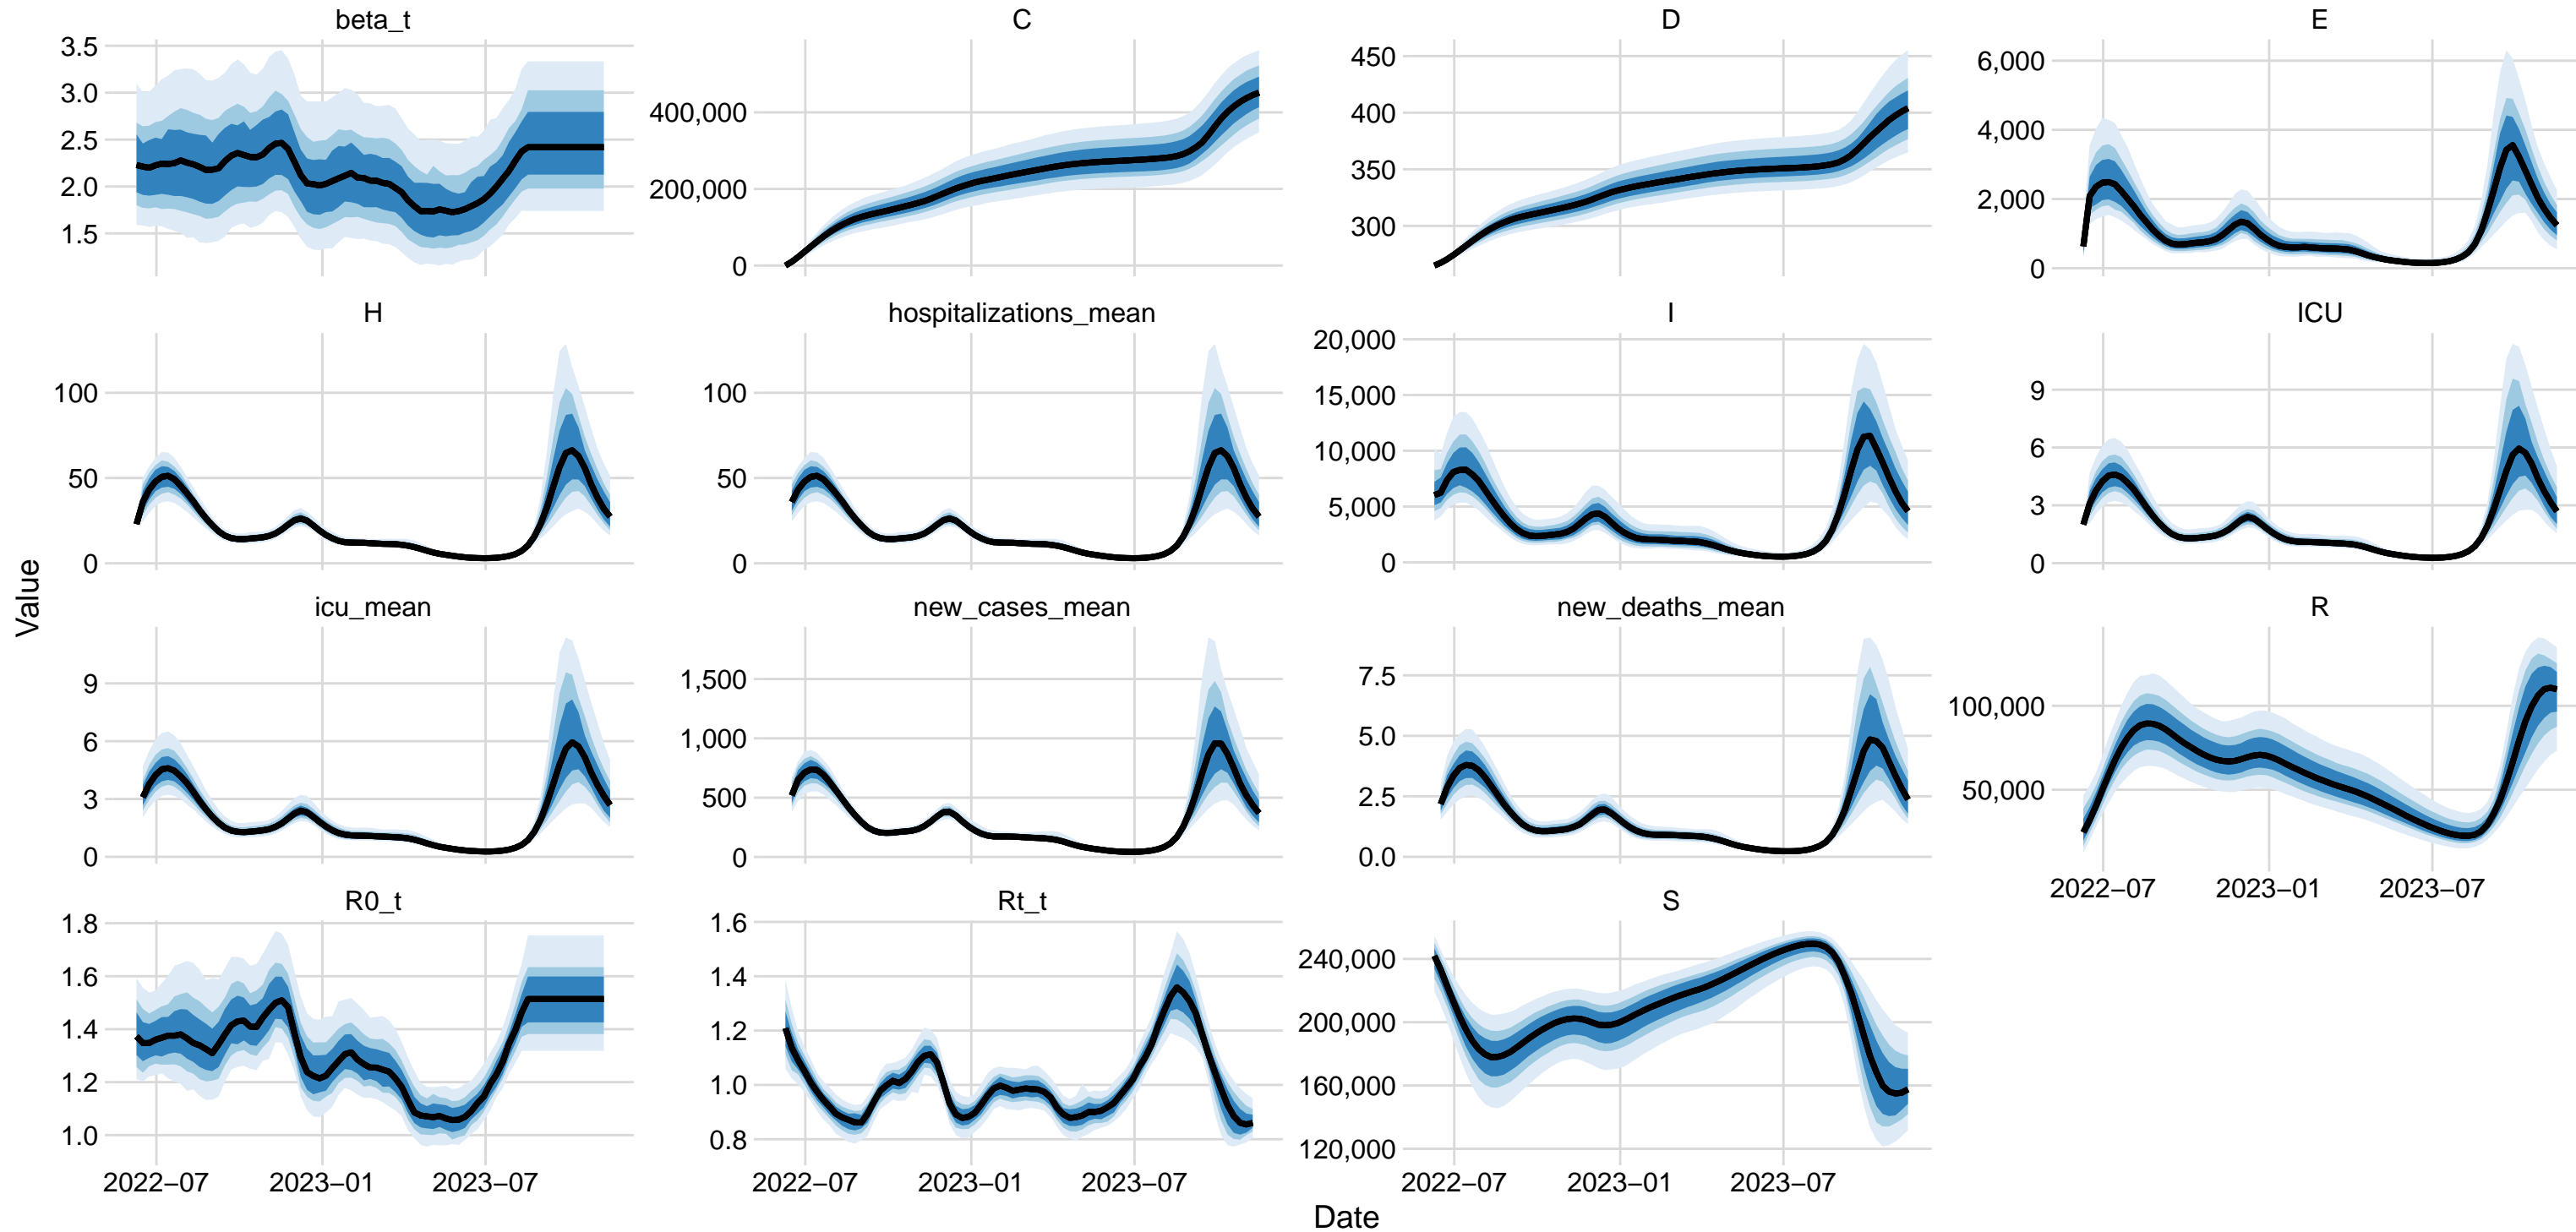 beta_t
C
D
E
3.5
3.0
2.5
2.0
1.5
400,000
200,000
0
450
400
350
300
6,000
4,000
2,000
0
H
hospitalizations_mean
I
ICU
100
50
0
100
50
0
20,000
15,000
10,000
5,000
0
9
6
3
0
Value
icu_mean
new_cases_mean
new_deaths_mean
R
9
6
3
0
1,500
1,000
500
0
7.5
5.0
2.5
0.0
100,000
50,000
2022−07 2023−01 2023−07
R0_t
Rt_t
S
1.8
1.6
1.4
1.2
1.0
1.6
1.4
1.2
1.0
0.8
240,000
200,000
160,000
120,000
2022−07 2023−01 2023−07
2022−07 2023−01 2023−07
2022−07 2023−01 2023−07
Date